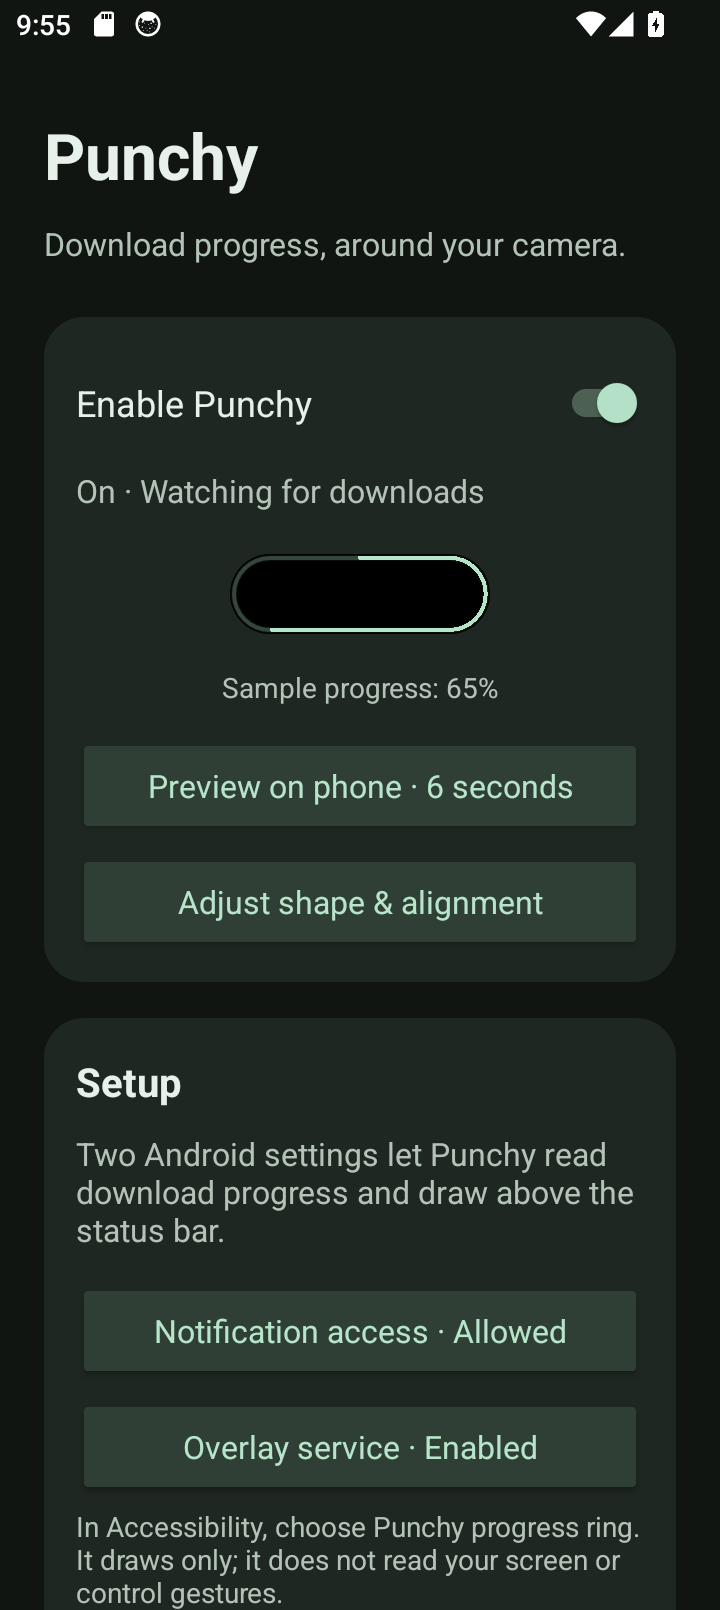 9:55
Punchy
Download progress, around your camera.
Enable Punchy
On · Watching for downloads
Sample progress: 65%
Preview on phone · 6 seconds
Adjust shape & alignment
Setup
Two Android settings let Punchy read
download progress and draw above the
status bar.
Notification access · Allowed
Overlay service · Enabled
In Accessibility, choose Punchy progress ring.
It draws only; it does not read your screen or
control gestures.